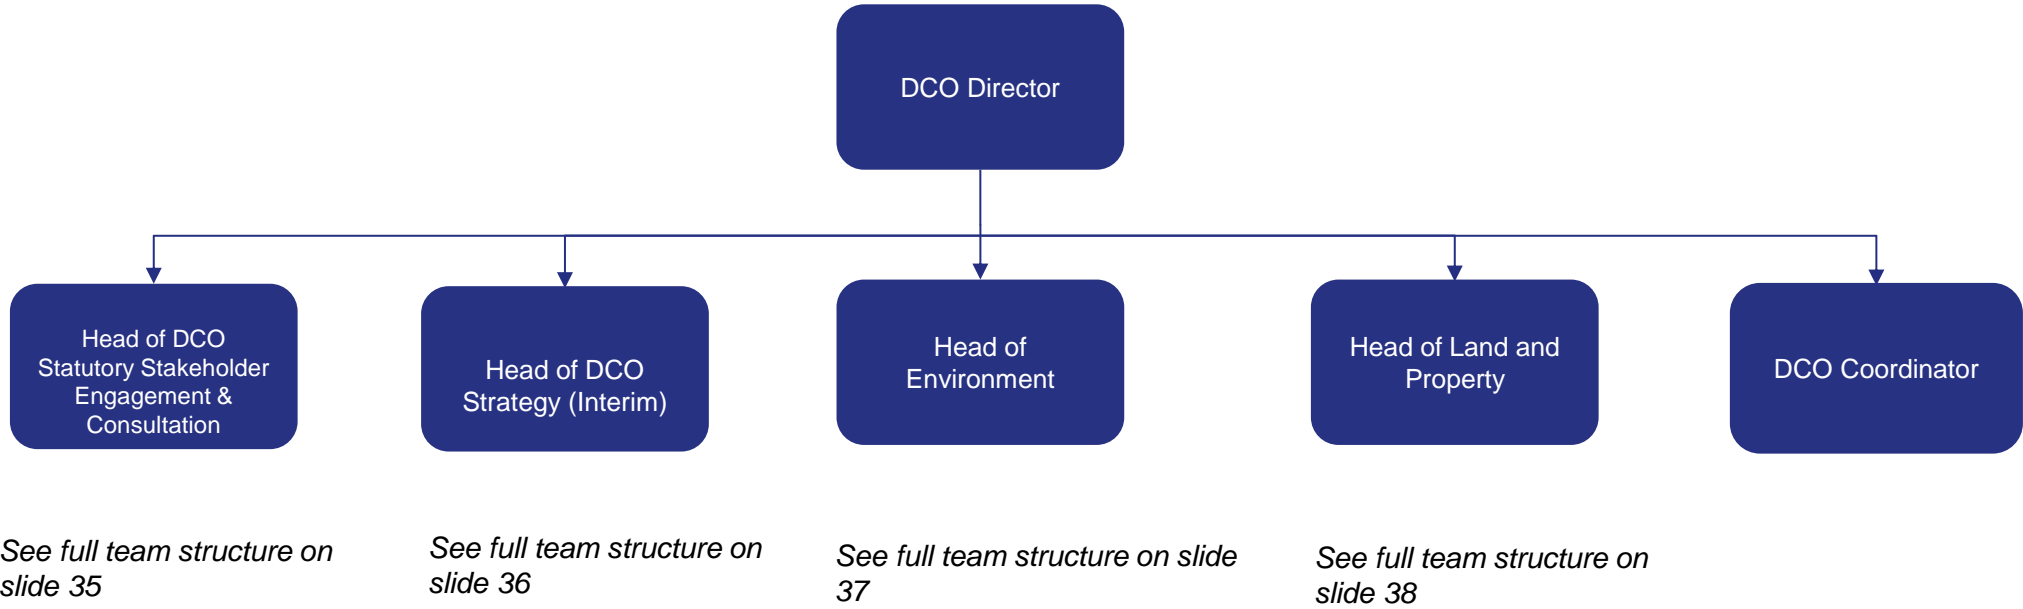 DCO Director
Head of DCO
Statutory Stakeholder
Engagement &
Consultation
Head of DCO
Strategy (Interim)
Head of
Environment
Head of Land and
Property
DCO Coordinator
See full team structure on
slide 35
See full team structure on
slide 36
See full team structure on slide
37
See full team structure on
slide 38